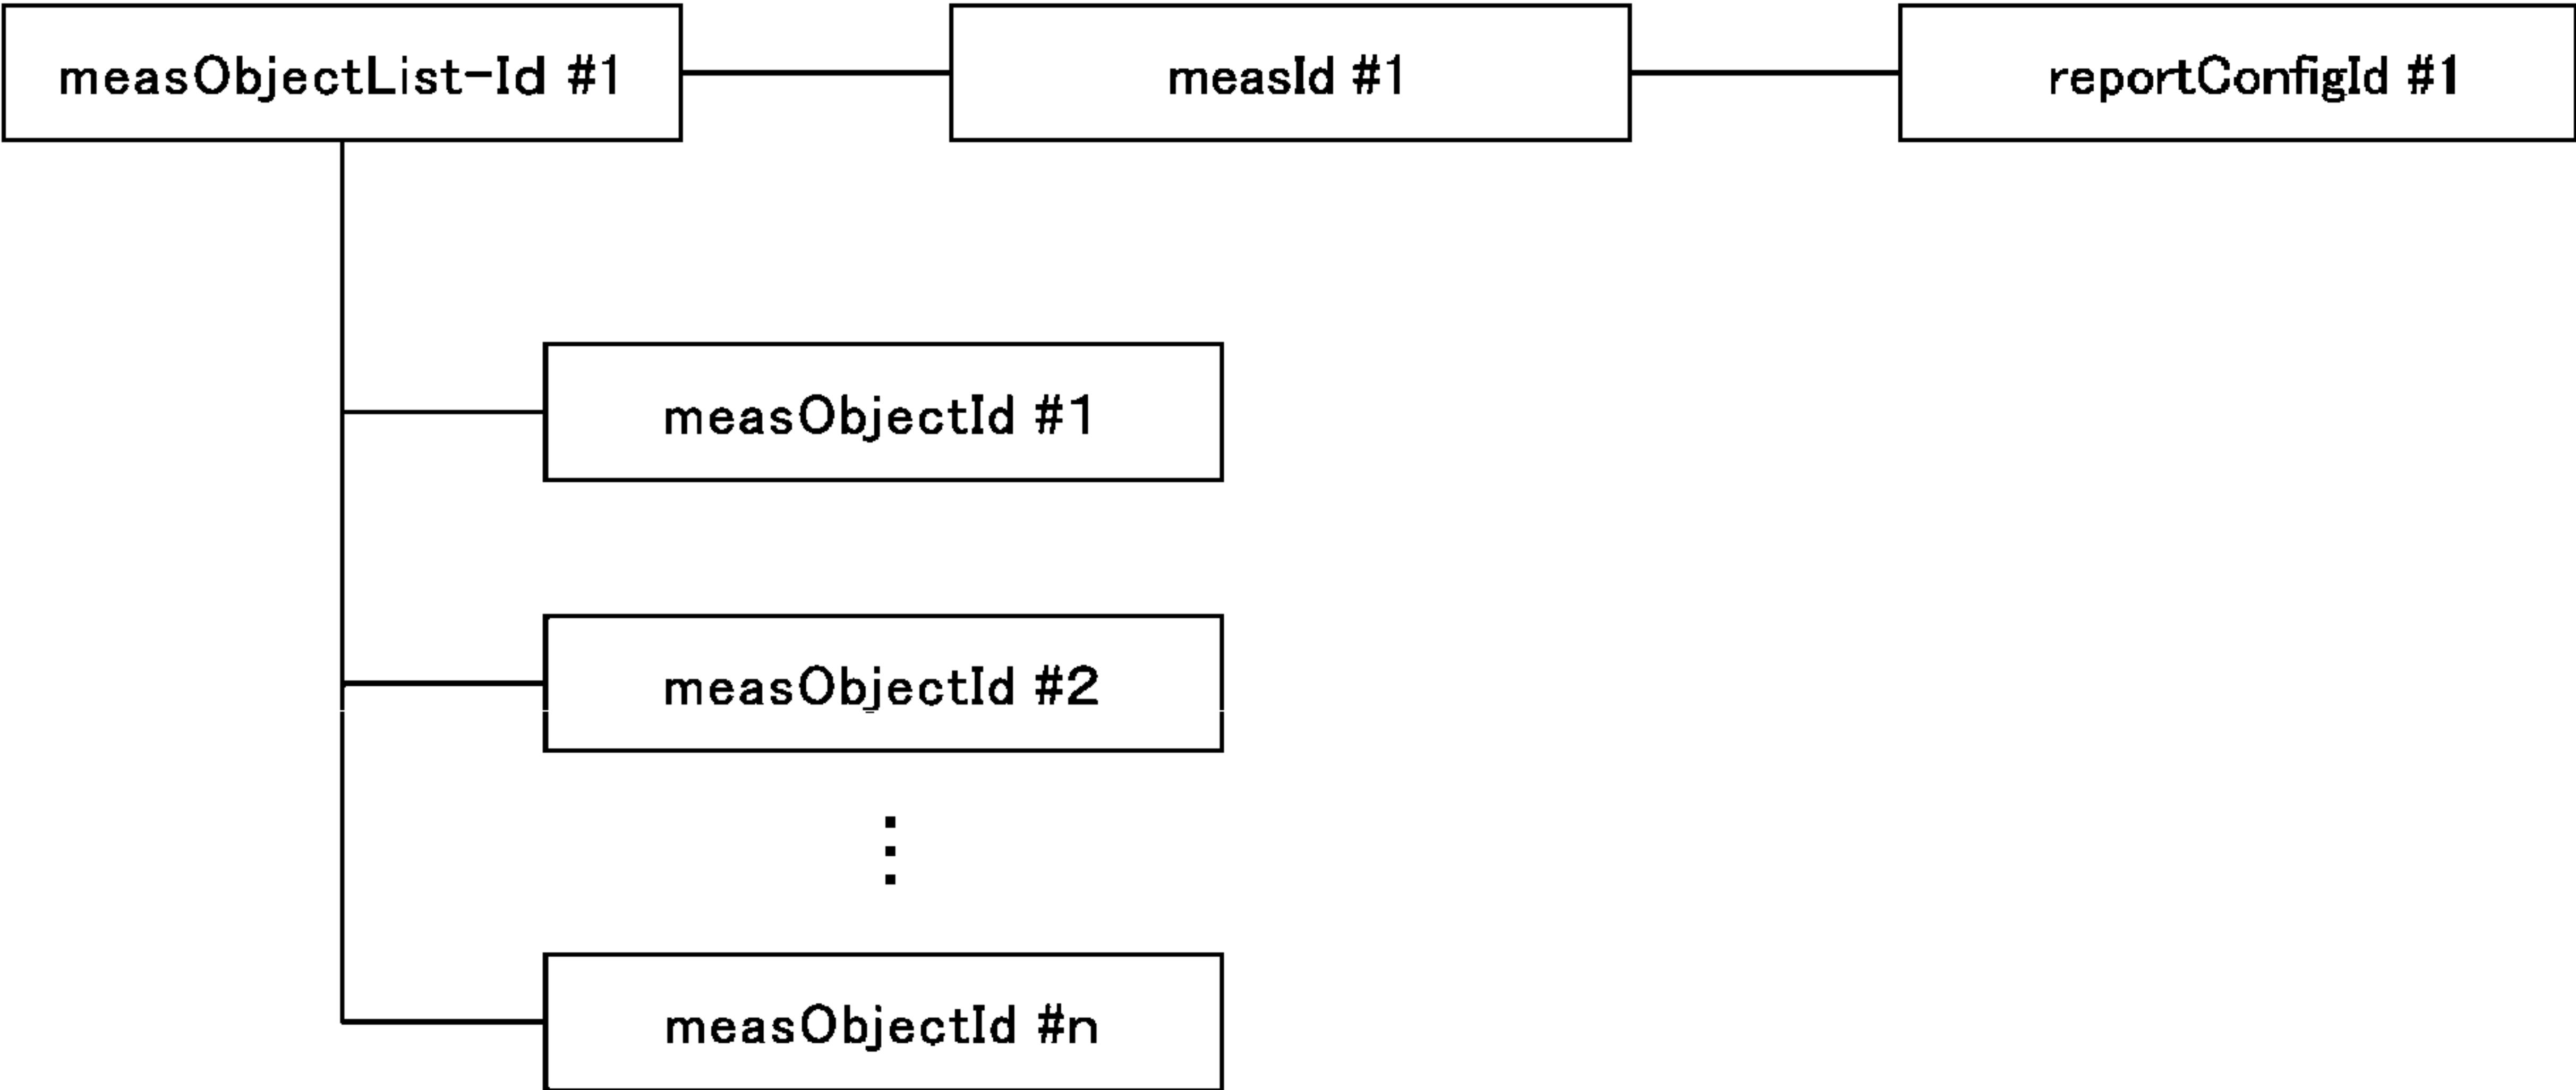 measObjectList-Id #1
measId #1
reportConfigId #1
measObjectId #1
measObjectId #2
measObjectId #n